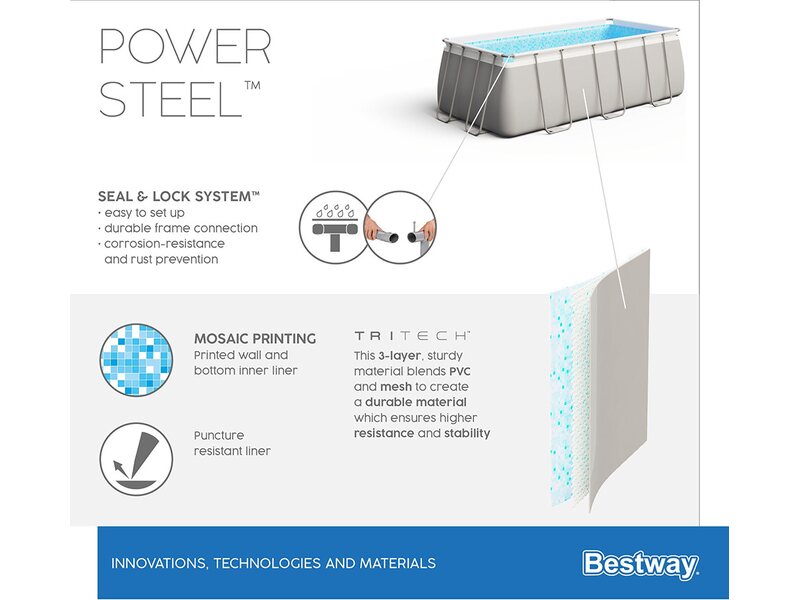 POWER
STEEL™
SEAL & LOCK SYSTEM™
· easy to set up
· durable frame connection
· corrosion-resistance
and rust prevention
MOSAIC PRINTING
Printed wall and
bottom inner liner
Puncture
resistant liner
TRITECH™
This 3-layer, sturdy
material blends PVC
and mesh to create
a durable material
which ensures higher
resistance and stability
INNOVATIONS, TECHNOLOGIES AND MATERIALS
Bestway